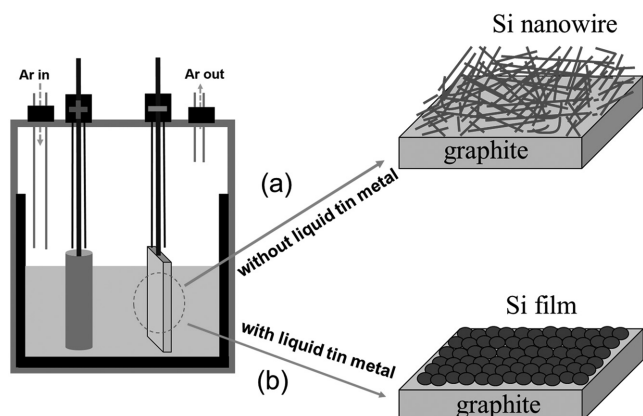 Si nanowire
Ar in
Ar out
+
−
graphite
(a)
without liquid tin metal
Si film
with liquid tin metal
(b)
graphite